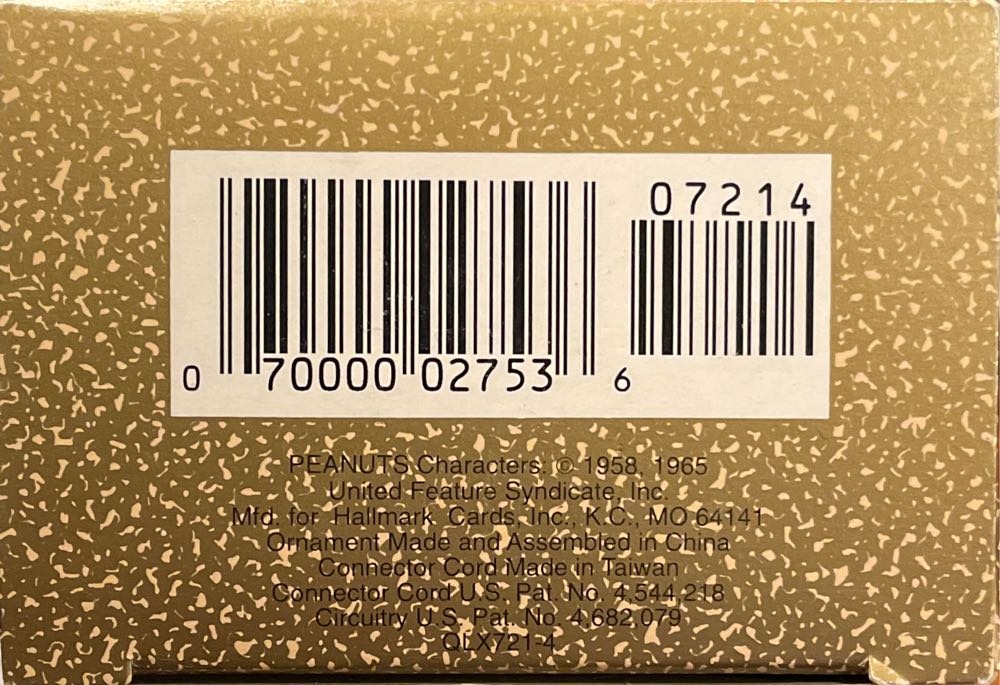 07214
0 70000 02753 6
PEANUTS Characters: © 1958, 1965
United Feature Syndicate, Inc.
Mfd. for Hallmark Cards, Inc., K.C., MO 64141
Ornament Made and Assembled in China
Connector Cord Made in Taiwan
Connector Cord U.S. Pat. No. 4,544,218
Circuitry U.S. Pat. No. 4,682,079
QLX721-4